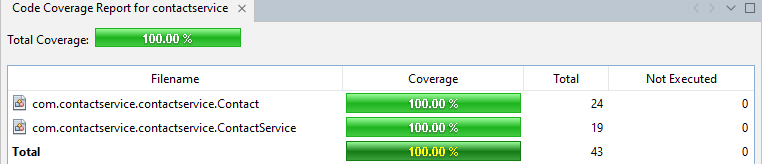 Code Coverage Report for contactservice
Total Coverage: 100.00 %
Filename Coverage Total Not Executed
com.contactservice.contactservice.Contact 100.00 % 24 0
com.contactservice.contactservice.ContactService 100.00 % 19 0
Total 100.00 % 43 0